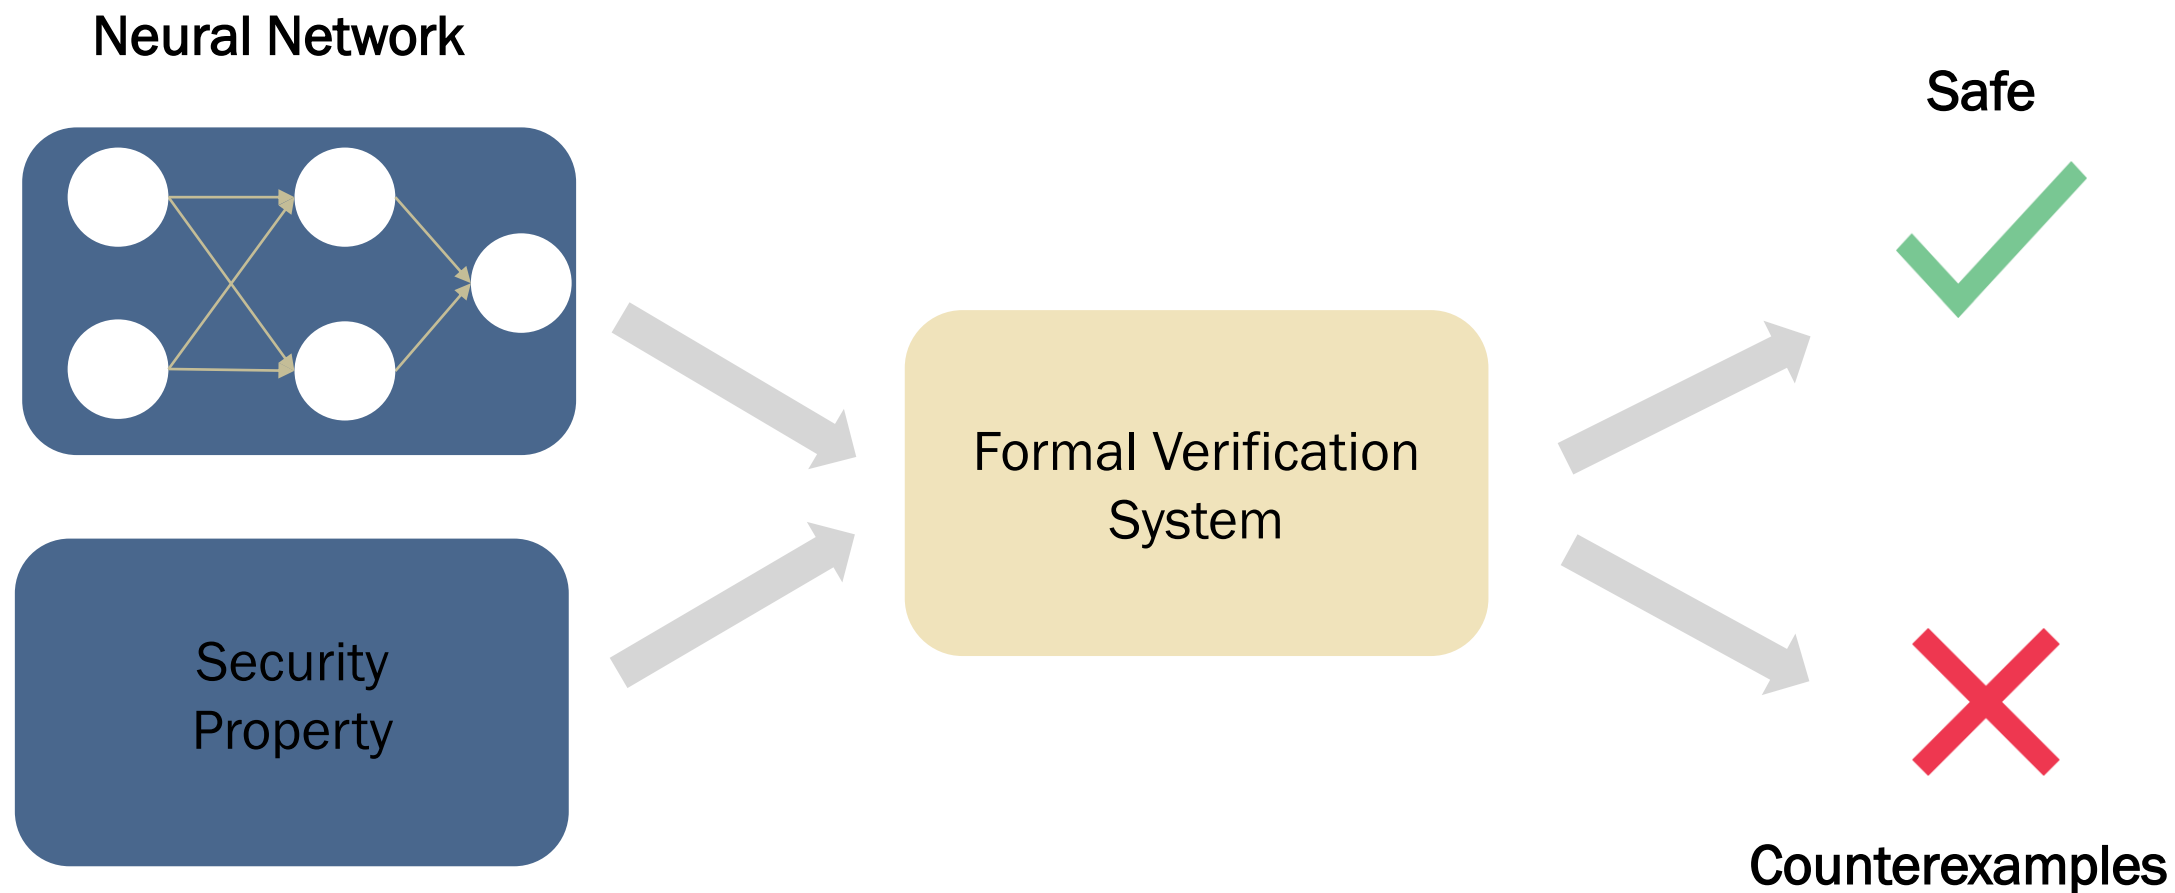 Neural Network
Safe
Formal Verification
System
Security
Property
Counterexamples